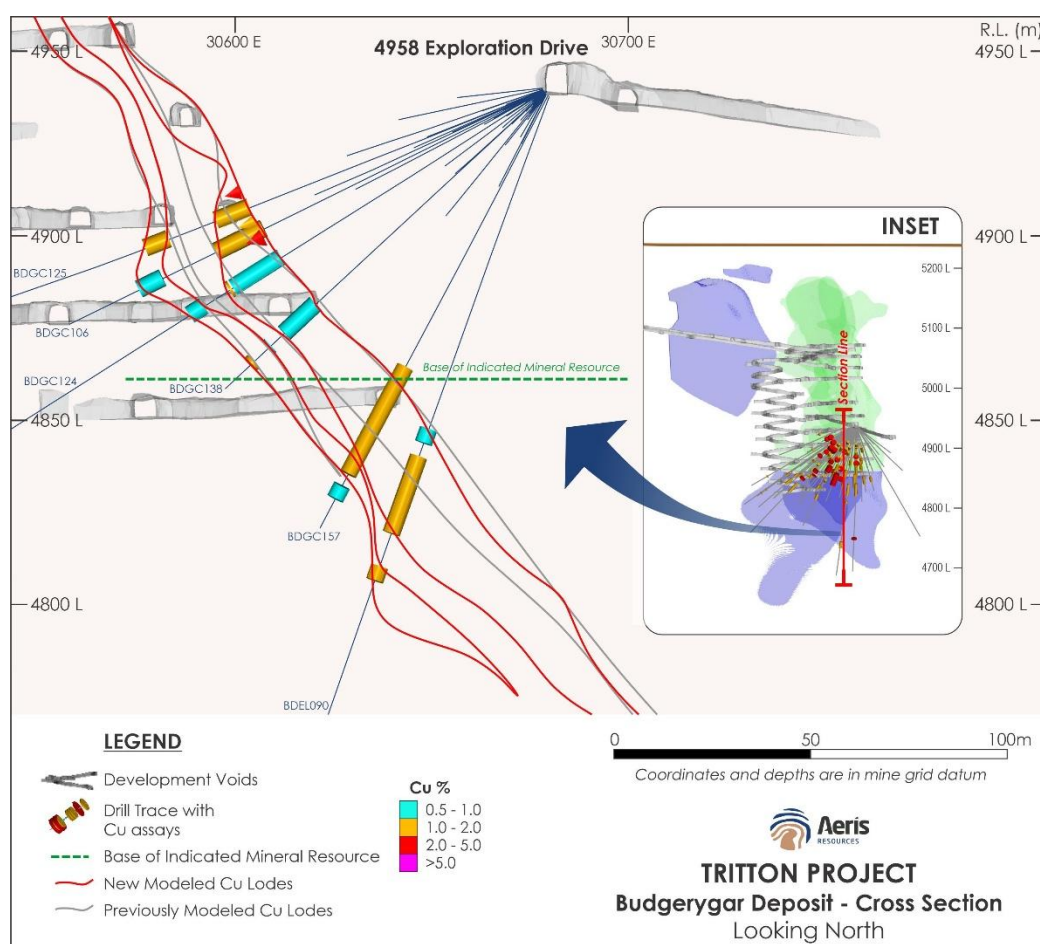 30600 E
30700 E
R.L. (m)
4958 Exploration Drive
4950 L
4950 L
INSET
4900 L
4900 L
5200 L
5100 L
5000 L
4900 L
4800 L
4700 L
Section Line
BDGC125
BDGC106
BDGC124
BDGC138
Base of Indicated Mineral Resource
4850 L
4850 L
BDGC157
4800 L
4800 L
BDEL090
LEGEND
Development Voids
Drill Trace with
Cu assays
Base of Indicated Mineral Resource
New Modeled Cu Lodes
Previously Modeled Cu Lodes
Cu %
0.5 - 1.0
1.0 - 2.0
2.0 - 5.0
>5.0
0 50 100m
Coordinates and depths are in mine grid datum
Aeris
RESOURCES
TRITTON PROJECT
Budgerygar Deposit - Cross Section
Looking North